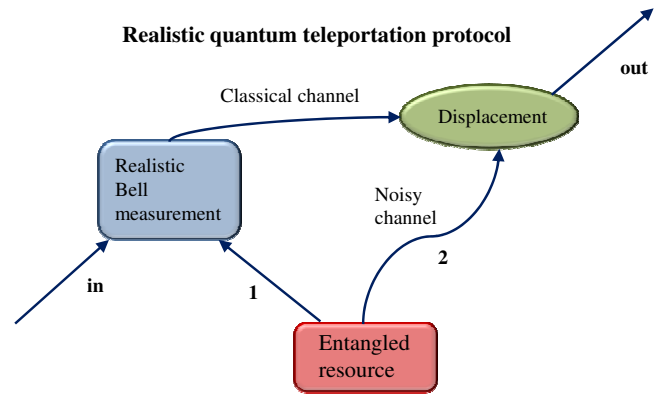 Realistic quantum teleportation protocol
out
Classical channel
Displacement
Realistic
Bell
measurement
Noisy
channel
2
in
1
Entangled
resource